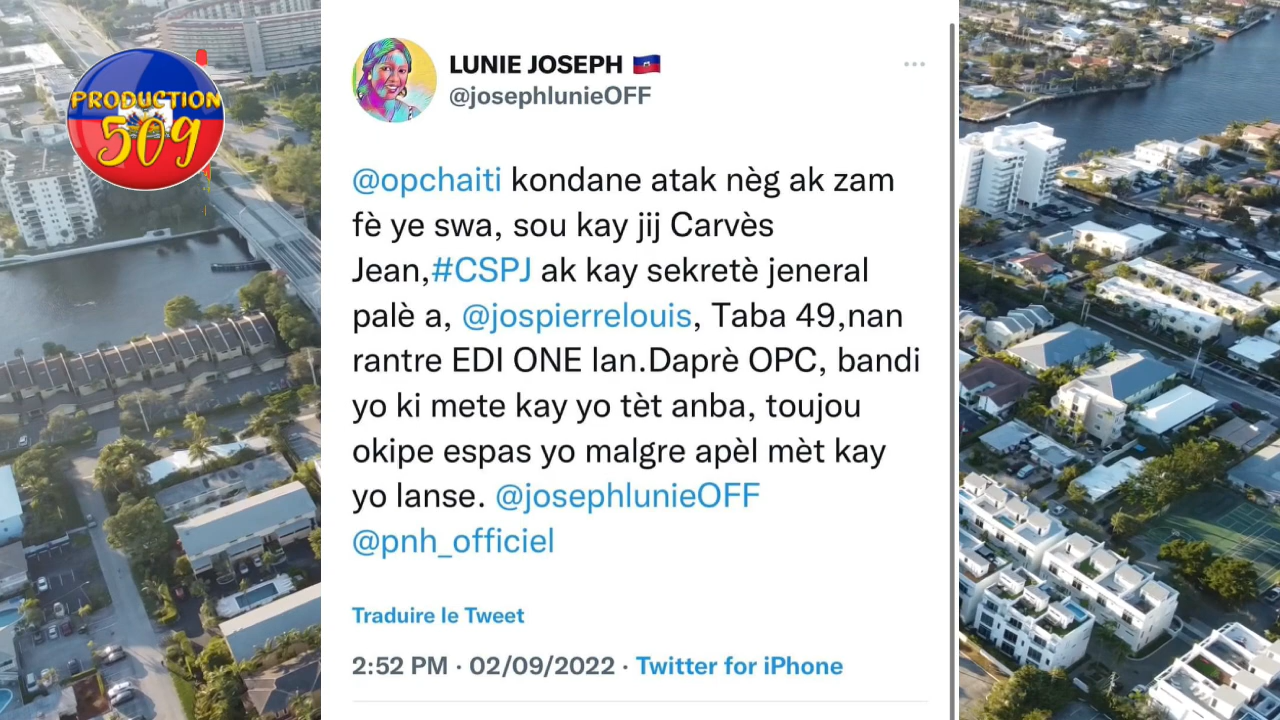 PRODUCTION
509
LUNIE JOSEPH 🇭🇹
@josephlunieOFF
@opchaiti kondane atak nèg ak zam
fè ye swa, sou kay jij Carvès
Jean,#CSPJ ak kay sekretè jeneral
palè a, @jospierrelouis, Taba 49,nan
rantre EDI ONE lan.Daprè OPC, bandi
yo ki mete kay yo tèt anba, toujou
okipe espas yo malgre apèl mèt kay
yo lanse. @josephlunieOFF
@pnh_officiel
Traduire le Tweet
2:52 PM · 02/09/2022 · Twitter for iPhone